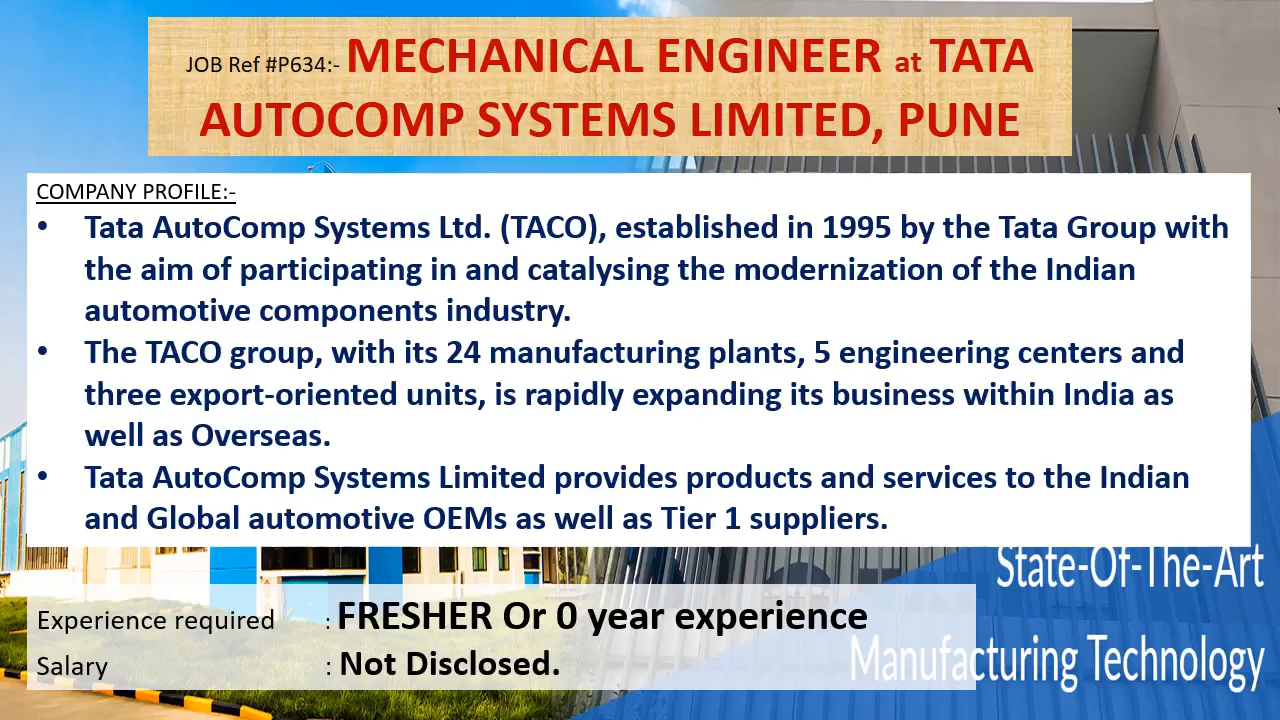 JOB Ref #P634:- MECHANICAL ENGINEER at TATA
AUTOCOMP SYSTEMS LIMITED, PUNE
COMPANY PROFILE:-
• Tata AutoComp Systems Ltd. (TACO), established in 1995 by the Tata Group with
the aim of participating in and catalysing the modernization of the Indian
automotive components industry.
• The TACO group, with its 24 manufacturing plants, 5 engineering centers and
three export-oriented units, is rapidly expanding its business within India as
well as Overseas.
• Tata AutoComp Systems Limited provides products and services to the Indian
and Global automotive OEMs as well as Tier 1 suppliers.
State-Of-The-Art
Manufacturing Technology
Experience required : FRESHER Or 0 year experience
Salary : Not Disclosed.